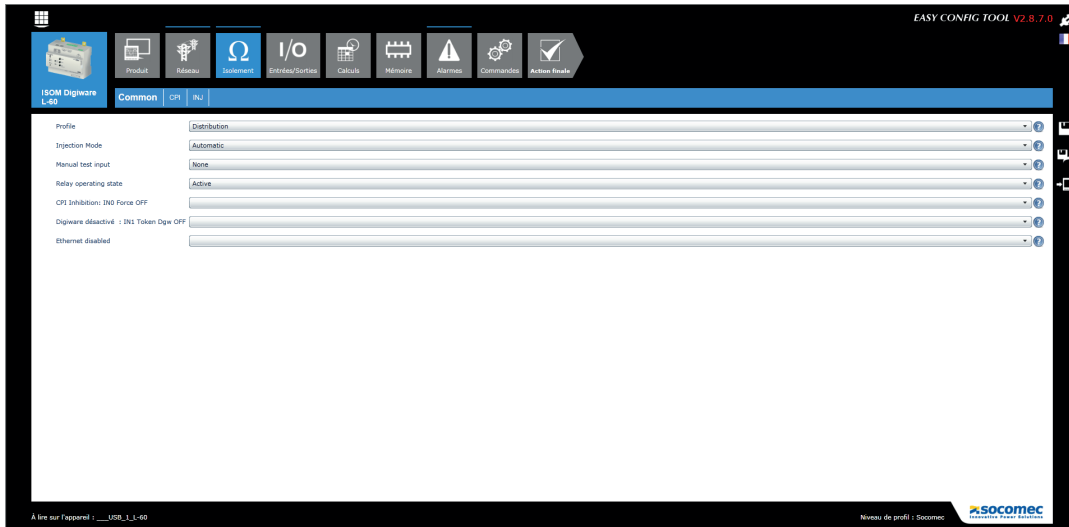 EASY CONFIG TOOL V2.8.7.0
Produit
Réseau
Ω
Isolement
I/O
Entrées/Sorties
Calculs
Mémoire
Alarmes
Commandes
Action finale
ISOM Digiware
L-60
Common
CPI
INJ
Profile
Distribution
Injection Mode
Automatic
Manual test input
None
Relay operating state
Active
CPI Inhibition: IN0 Force OFF
Digiware désactivé : IN1 Token Dgw OFF
Ethernet disabled
À lire sur l'appareil : ___USB_1_L-60
Niveau de profil : Socomec
socomec
Innovative Power Solutions